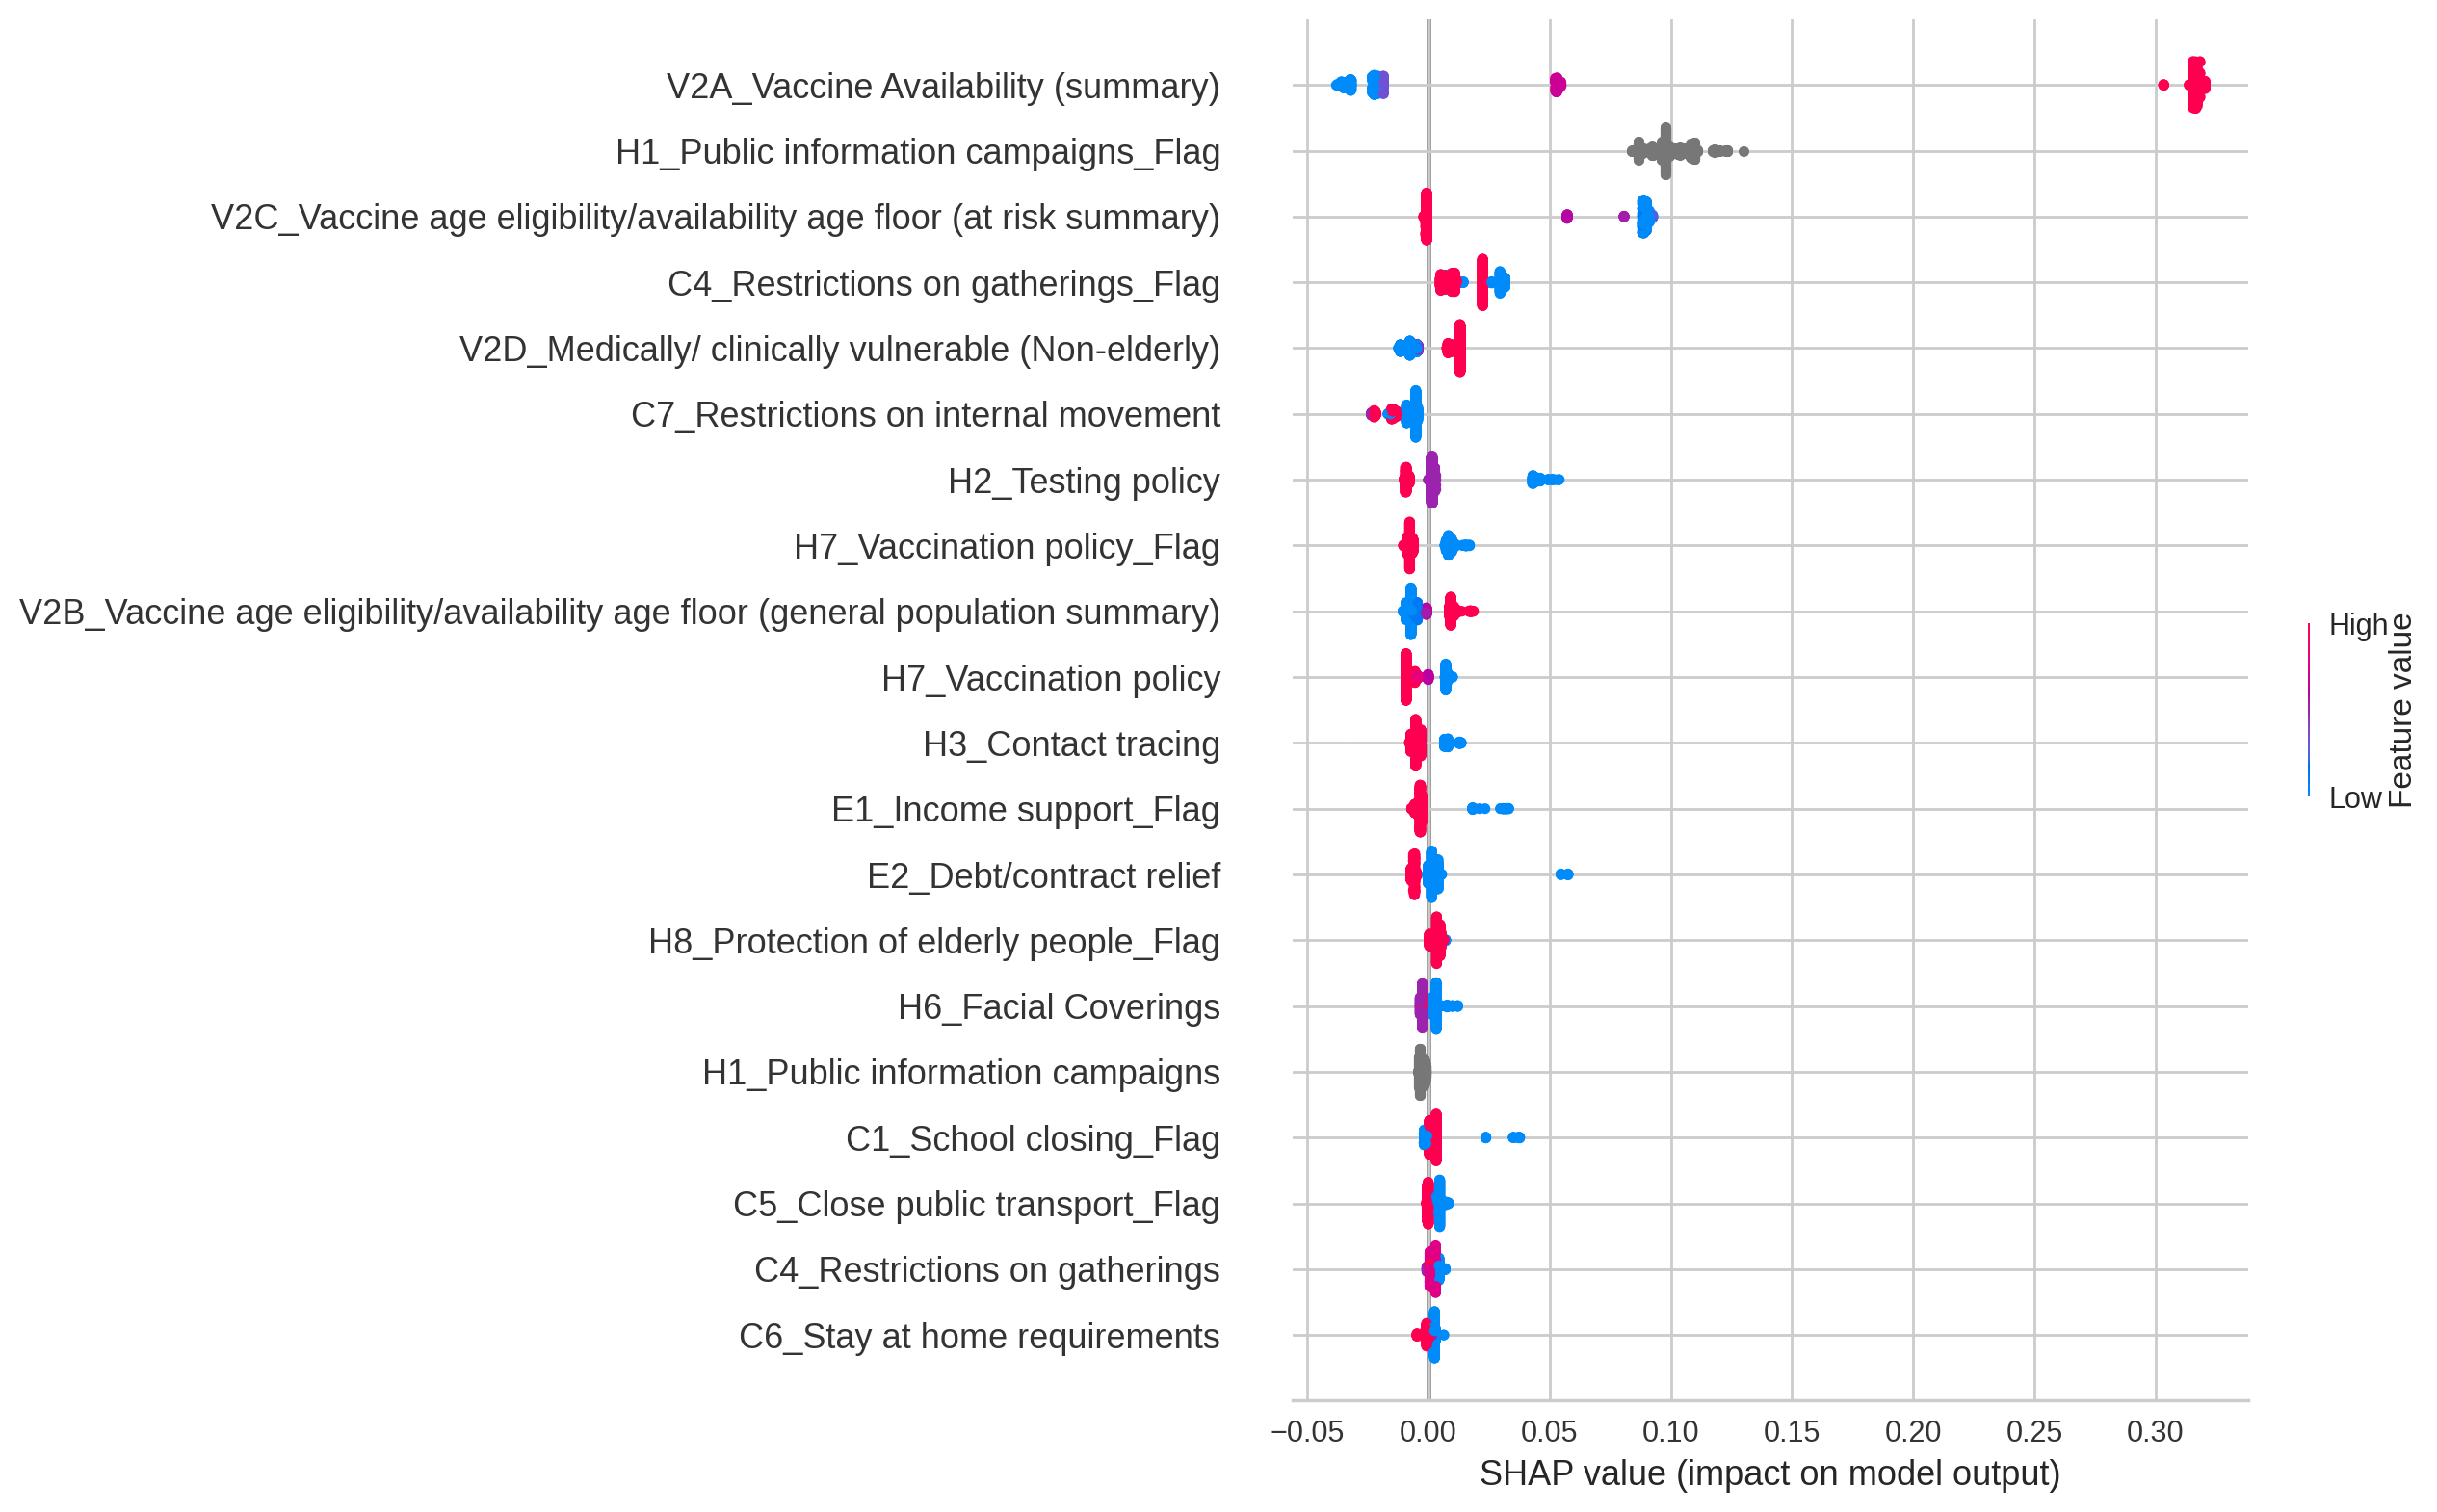 V2A_Vaccine Availability (summary)
H1_Public information campaigns_Flag
V2C_Vaccine age eligibility/availability age floor (at risk summary)
C4_Restrictions on gatherings_Flag
V2D_Medically/ clinically vulnerable (Non-elderly)
C7_Restrictions on internal movement
H2_Testing policy
H7_Vaccination policy_Flag
V2B_Vaccine age eligibility/availability age floor (general population summary)
H7_Vaccination policy
H3_Contact tracing
E1_Income support_Flag
E2_Debt/contract relief
H8_Protection of elderly people_Flag
H6_Facial Coverings
H1_Public information campaigns
C1_School closing_Flag
C5_Close public transport_Flag
C4_Restrictions on gatherings
C6_Stay at home requirements
−0.05 0.00 0.05 0.10 0.15 0.20 0.25 0.30
SHAP value (impact on model output)
High
Low
Feature value